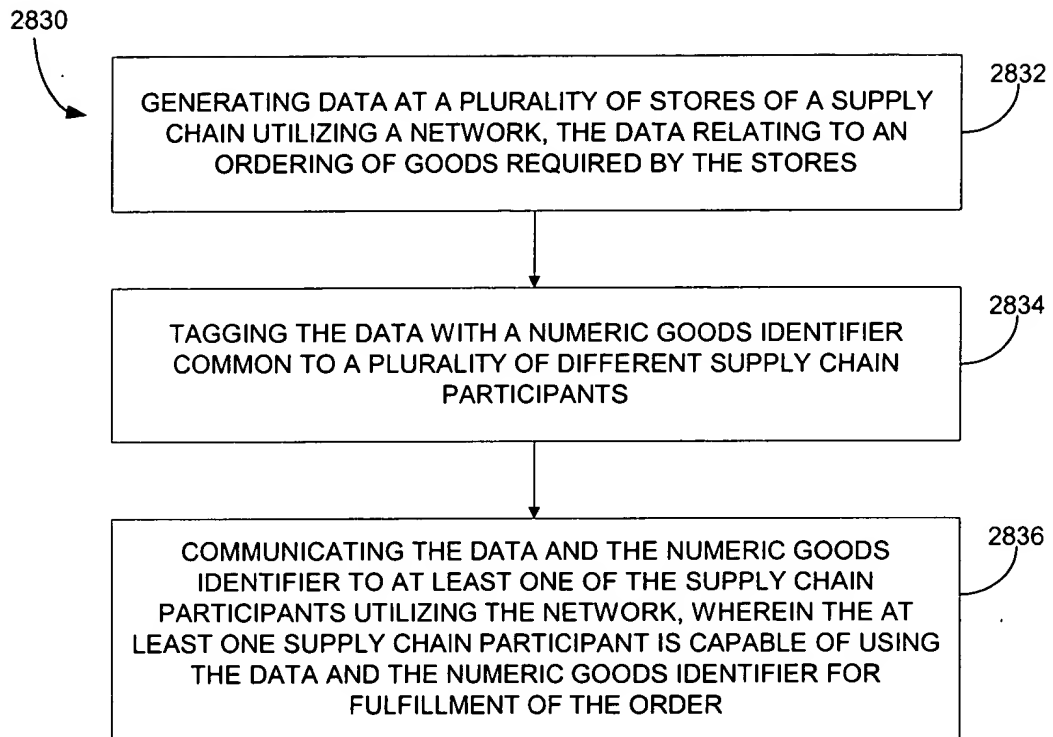 2830
2832
GENERATING DATA AT A PLURALITY OF STORES OF A SUPPLY
CHAIN UTILIZING A NETWORK, THE DATA RELATING TO AN
ORDERING OF GOODS REQUIRED BY THE STORES
2834
TAGGING THE DATA WITH A NUMERIC GOODS IDENTIFIER
COMMON TO A PLURALITY OF DIFFERENT SUPPLY CHAIN
PARTICIPANTS
2836
COMMUNICATING THE DATA AND THE NUMERIC GOODS
IDENTIFIER TO AT LEAST ONE OF THE SUPPLY CHAIN
PARTICIPANTS UTILIZING THE NETWORK, WHEREIN THE AT
LEAST ONE SUPPLY CHAIN PARTICIPANT IS CAPABLE OF USING
THE DATA AND THE NUMERIC GOODS IDENTIFIER FOR
FULFILLMENT OF THE ORDER